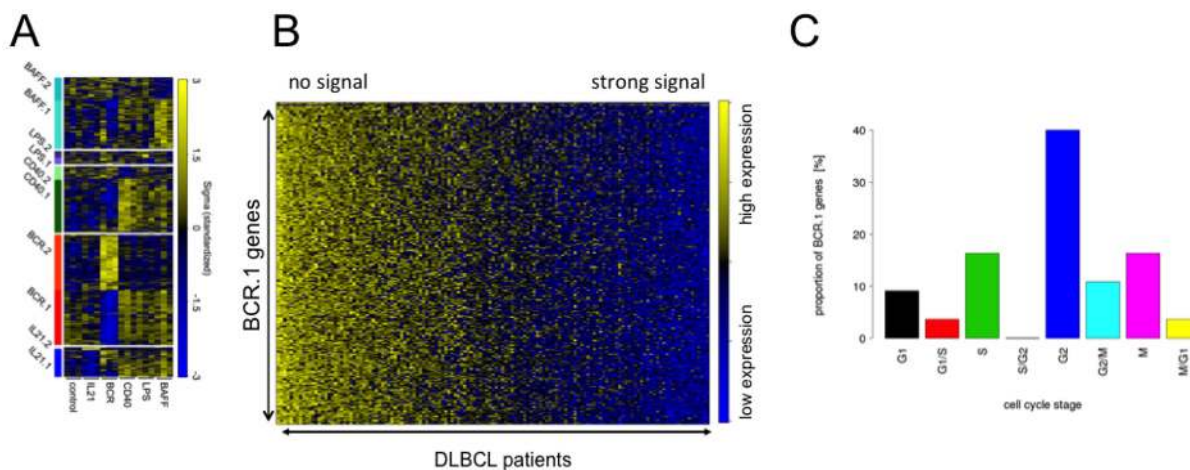 A
BAFF.2
BAFF.1
LPS.2
LPS.1
CD40.2
CD40.1
BCR.2
BCR.1
IL21.2
IL21.1
control
IL21
BCR
CD40
LPS
BAFF
3
1.5
0
-1.5
-3
Sigma (standardized)
B
no signal
strong signal
BCR.1 genes
DLBCL patients
high expression
low expression
C
proportion of BCR.1 genes [%]
40
30
20
10
0
G1
G1/S
S
S/G2
G2
G2/M
M
M/G1
cell cycle stage